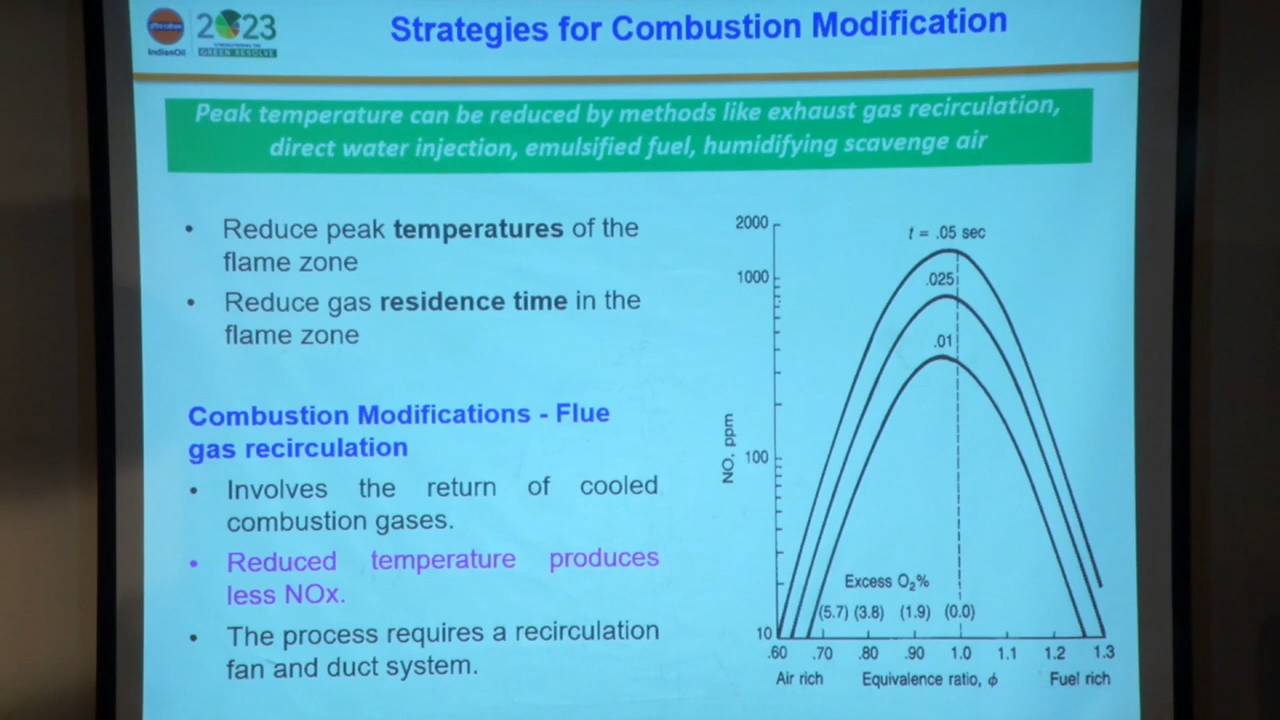 IndianOil
2023
STRENGTHENING THE
GREEN RESOLVE
Strategies for Combustion Modification
Peak temperature can be reduced by methods like exhaust gas recirculation,
direct water injection, emulsified fuel, humidifying scavenge air
• Reduce peak temperatures of the
flame zone
• Reduce gas residence time in the
flame zone
Combustion Modifications - Flue
gas recirculation
• Involves the return of cooled
combustion gases.
• Reduced temperature produces
less NOx.
• The process requires a recirculation
fan and duct system.
2000
1000
100
10
NO, ppm
t = .05 sec
.025
.01
Excess O₂%
(5.7) (3.8) (1.9) (0.0)
.60 .70 .80 .90 1.0 1.1 1.2 1.3
Air rich Equivalence ratio, ϕ Fuel rich